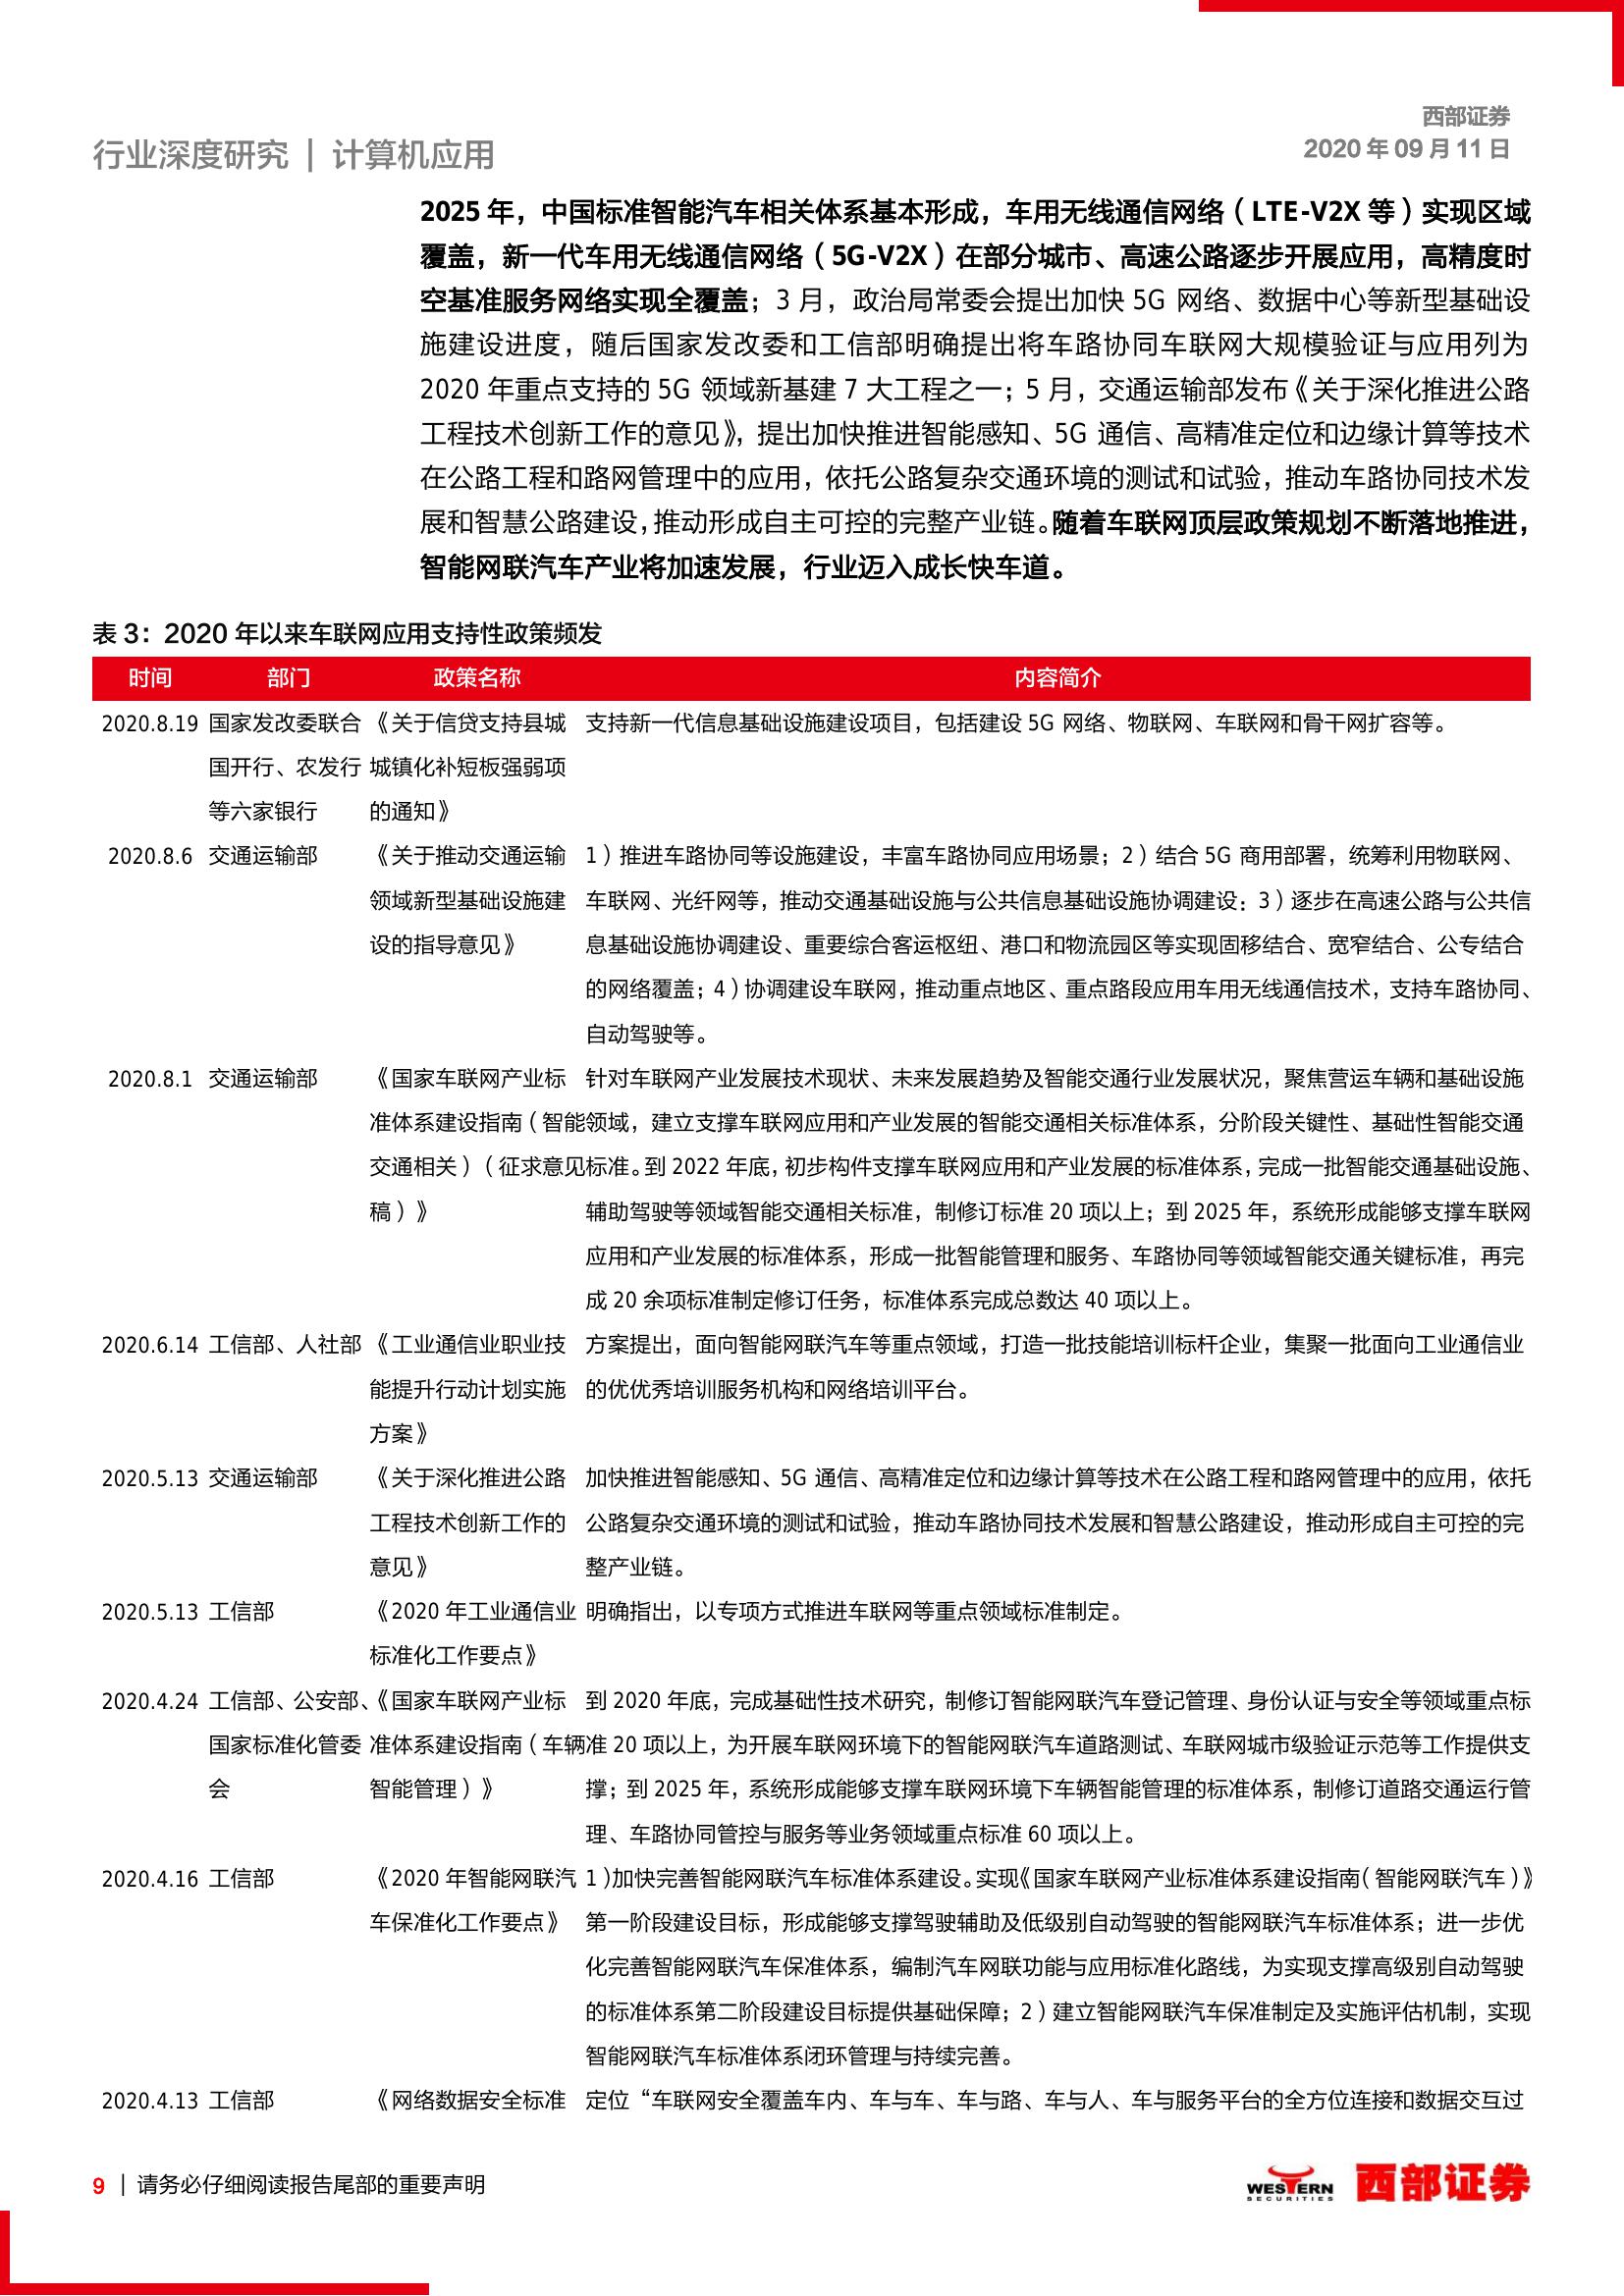 西部证券
2020 年 09 月 11 日
行业深度研究 | 计算机应用
2025 年，中国标准智能汽车相关体系基本形成，车用无线通信网络（LTE-V2X 等）实现区域
覆盖，新一代车用无线通信网络（5G-V2X）在部分城市、高速公路逐步开展应用，高精度时
空基准服务网络实现全覆盖；3 月，政治局常委会提出加快 5G 网络、数据中心等新型基础设
施建设进度，随后国家发改委和工信部明确提出将车路协同车联网大规模验证与应用列为
2020 年重点支持的 5G 领域新基建 7 大工程之一；5 月，交通运输部发布《关于深化推进公路
工程技术创新工作的意见》，提出加快推进智能感知、5G 通信、高精准定位和边缘计算等技术
在公路工程和路网管理中的应用，依托公路复杂交通环境的测试和试验，推动车路协同技术发
展和智慧公路建设，推动形成自主可控的完整产业链。随着车联网顶层政策规划不断落地推进，
智能网联汽车产业将加速发展，行业迈入成长快车道。
表 3：2020 年以来车联网应用支持性政策频发
时间 部门 政策名称 内容简介
2020.8.19 国家发改委联合 《关于信贷支持县城 支持新一代信息基础设施建设项目，包括建设 5G 网络、物联网、车联网和骨干网扩容等。
国开行、农发行 城镇化补短板强弱项
等六家银行 的通知》
2020.8.6 交通运输部 《关于推动交通运输 1）推进车路协同等设施建设，丰富车路协同应用场景；2）结合 5G 商用部署，统筹利用物联网、
领域新型基础设施建 车联网、光纤网等，推动交通基础设施与公共信息基础设施协调建设：3）逐步在高速公路与公共信
设的指导意见》 息基础设施协调建设、重要综合客运枢纽、港口和物流园区等实现固移结合、宽窄结合、公专结合
的网络覆盖；4）协调建设车联网，推动重点地区、重点路段应用车用无线通信技术，支持车路协同、
自动驾驶等。
2020.8.1 交通运输部 《国家车联网产业标 针对车联网产业发展技术现状、未来发展趋势及智能交通行业发展状况，聚焦营运车辆和基础设施
准体系建设指南（智能 领域，建立支撑车联网应用和产业发展的智能交通相关标准体系，分阶段关键性、基础性智能交通
交通相关）（征求意见 标准。到 2022 年底，初步构件支撑车联网应用和产业发展的标准体系，完成一批智能交通基础设施、
稿）》 辅助驾驶等领域智能交通相关标准，制修订标准 20 项以上；到 2025 年，系统形成能够支撑车联网
应用和产业发展的标准体系，形成一批智能管理和服务、车路协同等领域智能交通关键标准，再完
成 20 余项标准制定修订任务，标准体系完成总数达 40 项以上。
2020.6.14 工信部、人社部 《工业通信业职业技 方案提出，面向智能网联汽车等重点领域，打造一批技能培训标杆企业，集聚一批面向工业通信业
能提升行动计划实施 的优优秀培训服务机构和网络培训平台。
方案》
2020.5.13 交通运输部 《关于深化推进公路 加快推进智能感知、5G 通信、高精准定位和边缘计算等技术在公路工程和路网管理中的应用，依托
工程技术创新工作的 公路复杂交通环境的测试和试验，推动车路协同技术发展和智慧公路建设，推动形成自主可控的完
意见》 整产业链。
2020.5.13 工信部 《2020 年工业通信业 明确指出，以专项方式推进车联网等重点领域标准制定。
标准化工作要点》
2020.4.24 工信部、公安部、 《国家车联网产业标 到 2020 年底，完成基础性技术研究，制修订智能网联汽车登记管理、身份认证与安全等领域重点标
国家标准化管委 准体系建设指南（车辆 准 20 项以上，为开展车联网环境下的智能网联汽车道路测试、车联网城市级验证示范等工作提供支
会 智能管理）》 撑；到 2025 年，系统形成能够支撑车联网环境下车辆智能管理的标准体系，制修订道路交通运行管
理、车路协同管控与服务等业务领域重点标准 60 项以上。
2020.4.16 工信部 《2020 年智能网联汽 1）加快完善智能网联汽车标准体系建设。实现《国家车联网产业标准体系建设指南（智能网联汽车）》
车保准化工作要点》 第一阶段建设目标，形成能够支撑驾驶辅助及低级别自动驾驶的智能网联汽车标准体系；进一步优
化完善智能网联汽车保准体系，编制汽车网联功能与应用标准化路线，为实现支撑高级别自动驾驶
的标准体系第二阶段建设目标提供基础保障；2）建立智能网联汽车保准制定及实施评估机制，实现
智能网联汽车标准体系闭环管理与持续完善。
2020.4.13 工信部 《网络数据安全标准 定位“车联网安全覆盖车内、车与车、车与路、车与人、车与服务平台的全方位连接和数据交互过
9 | 请务必仔细阅读报告尾部的重要声明
WESTERN
SECURITIES
西部证券